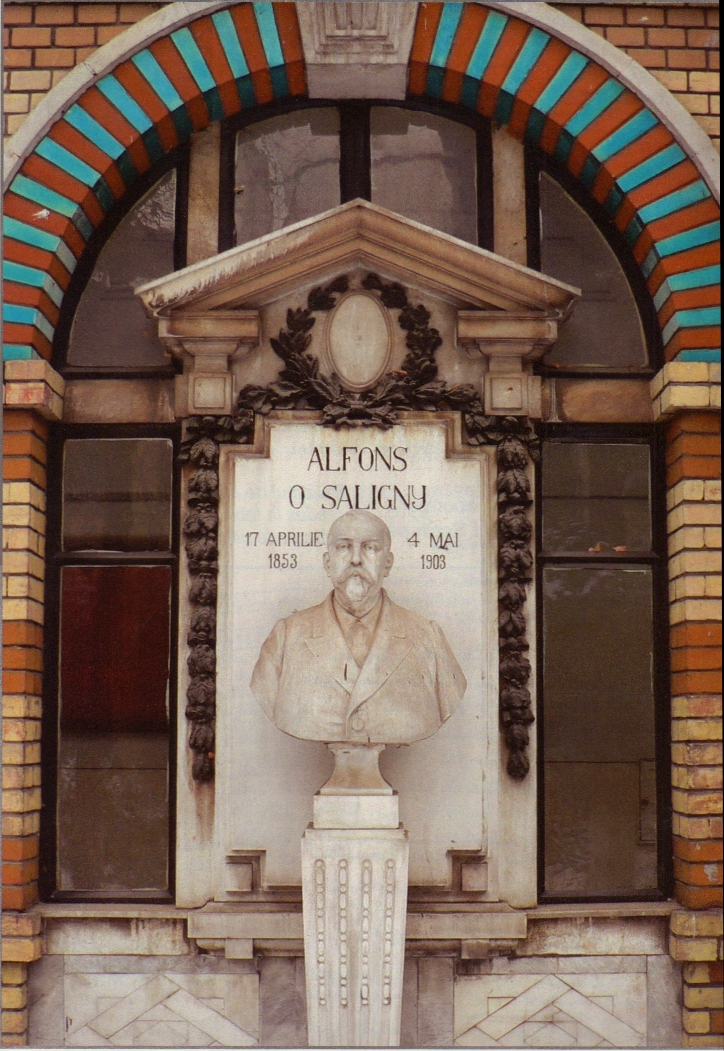 ALFONS
O SALIGNY
17 APRILIE 4 MAI
1853 1903